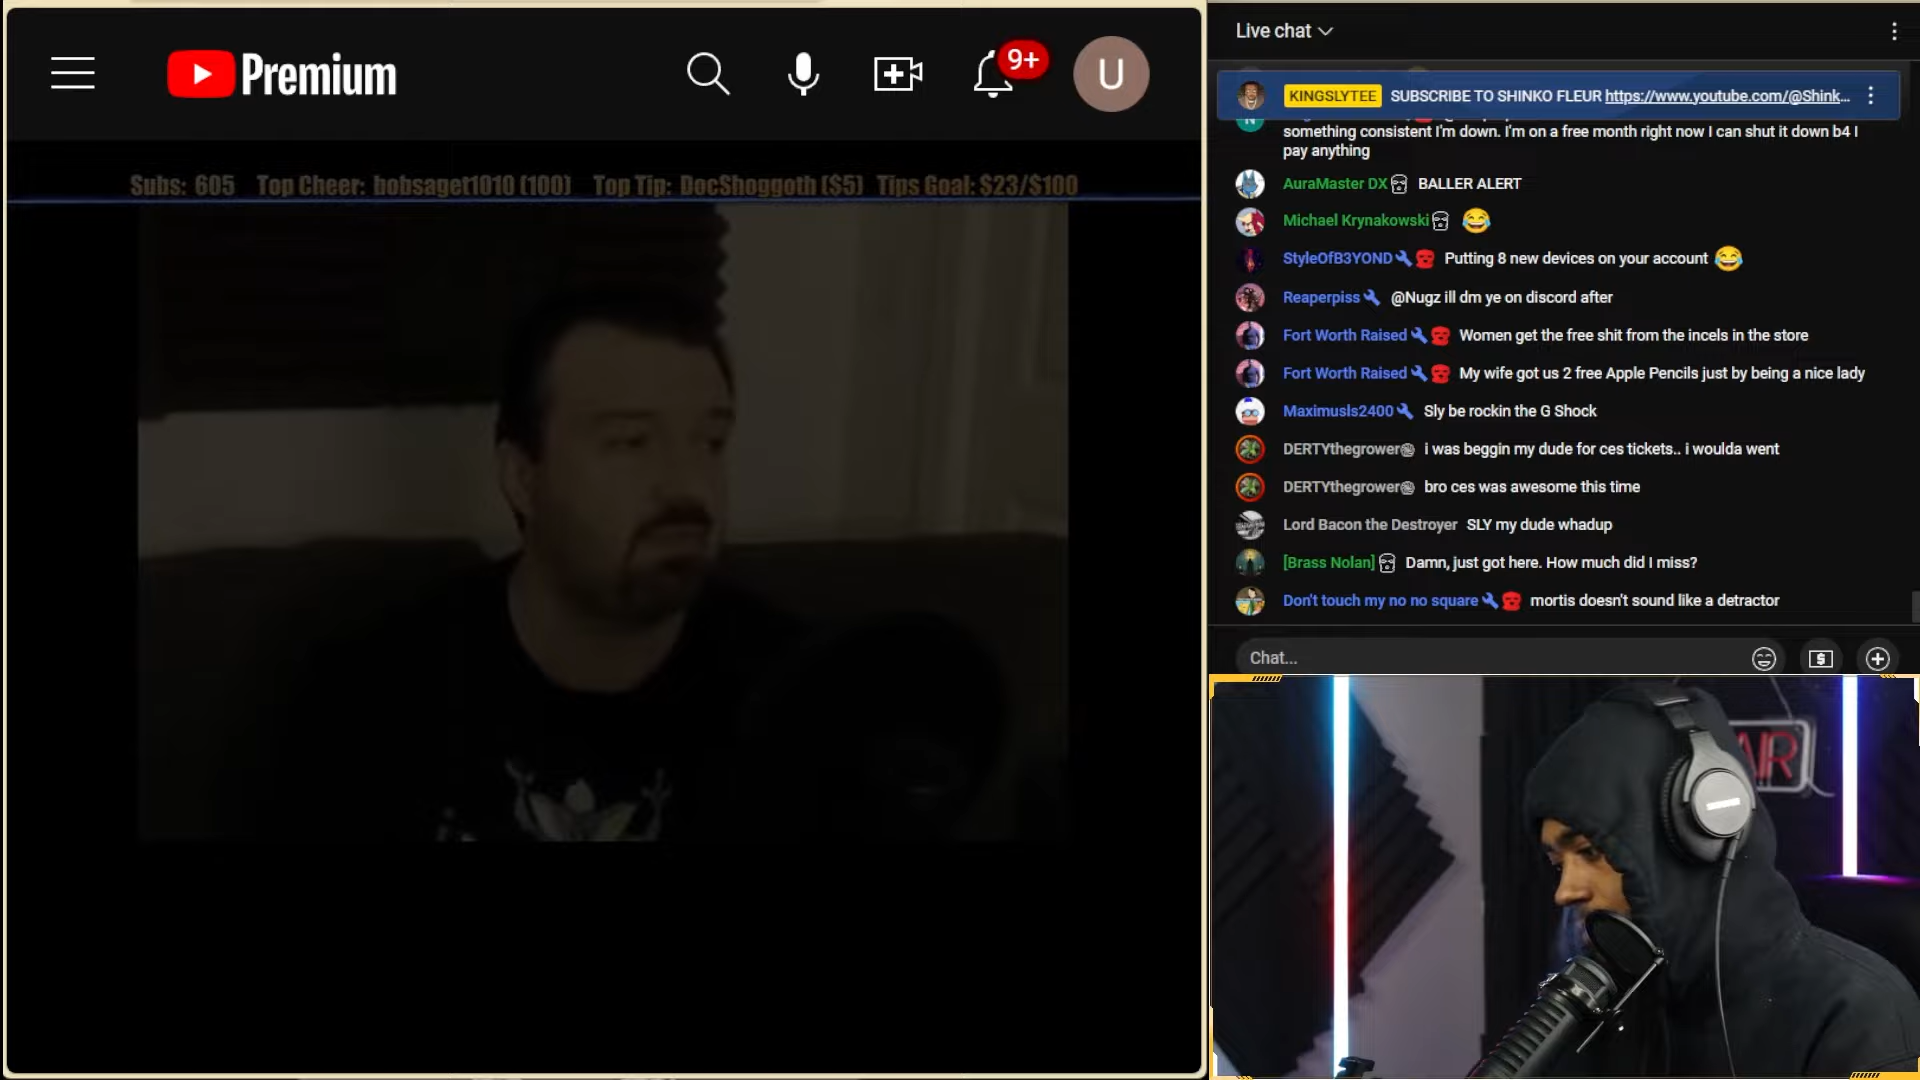 Premium
9+
U
Subs: 605 Top Cheer: bobsaget1010 (100) Top Tip: DocShoggoth ($5) Tips Goal: $23/$100
Live chat
KINGSLYTEE SUBSCRIBE TO SHINKO FLEUR https://www.youtube.com/@Shink...
N
something consistent I'm down. I'm on a free month right now I can shut it down b4 I
pay anything
AuraMaster DX BALLER ALERT
Michael Krynakowski 😂
StyleOfB3YOND Putting 8 new devices on your account 😂
Reaperpiss @Nugz ill dm ye on discord after
Fort Worth Raised Women get the free shit from the incels in the store
Fort Worth Raised My wife got us 2 free Apple Pencils just by being a nice lady
Maximusls2400 Sly be rockin the G Shock
DERTYthegrower i was beggin my dude for ces tickets.. i woulda went
DERTYthegrower bro ces was awesome this time
Lord Bacon the Destroyer SLY my dude whadup
[Brass Nolan] Damn, just got here. How much did I miss?
Don't touch my no no square mortis doesn't sound like a detractor
Chat...
AIR